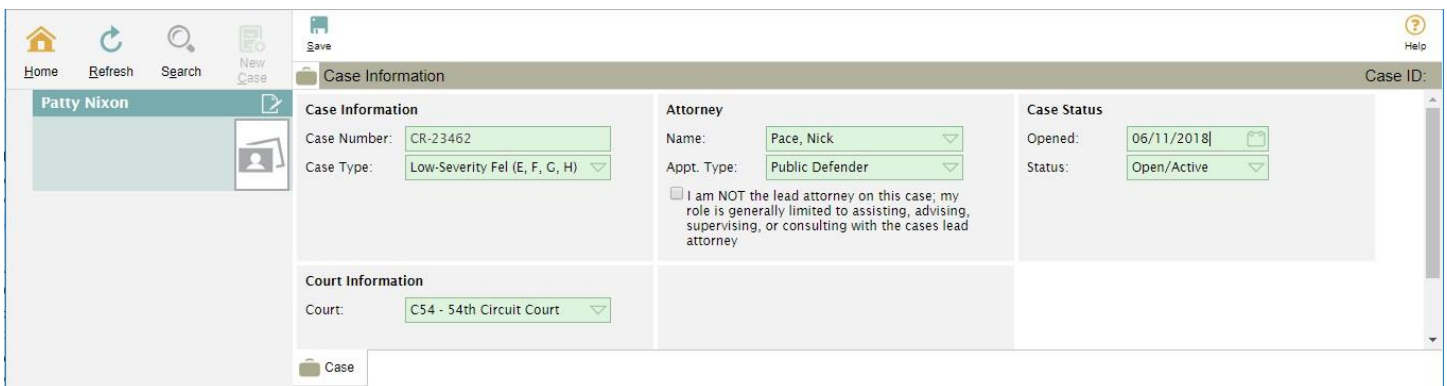 Home
Refresh
Search
New
Case
Save
Help
Case Information
Case ID:
Patty Nixon
Case Information
Case Number: CR-23462
Case Type: Low-Severity Fel (E, F, G, H)
Attorney
Name: Pace, Nick
Appt. Type: Public Defender
I am NOT the lead attorney on this case; my
role is generally limited to assisting, advising,
supervising, or consulting with the cases lead
attorney
Case Status
Opened: 06/11/2018
Status: Open/Active
Court Information
Court: C54 - 54th Circuit Court
Case